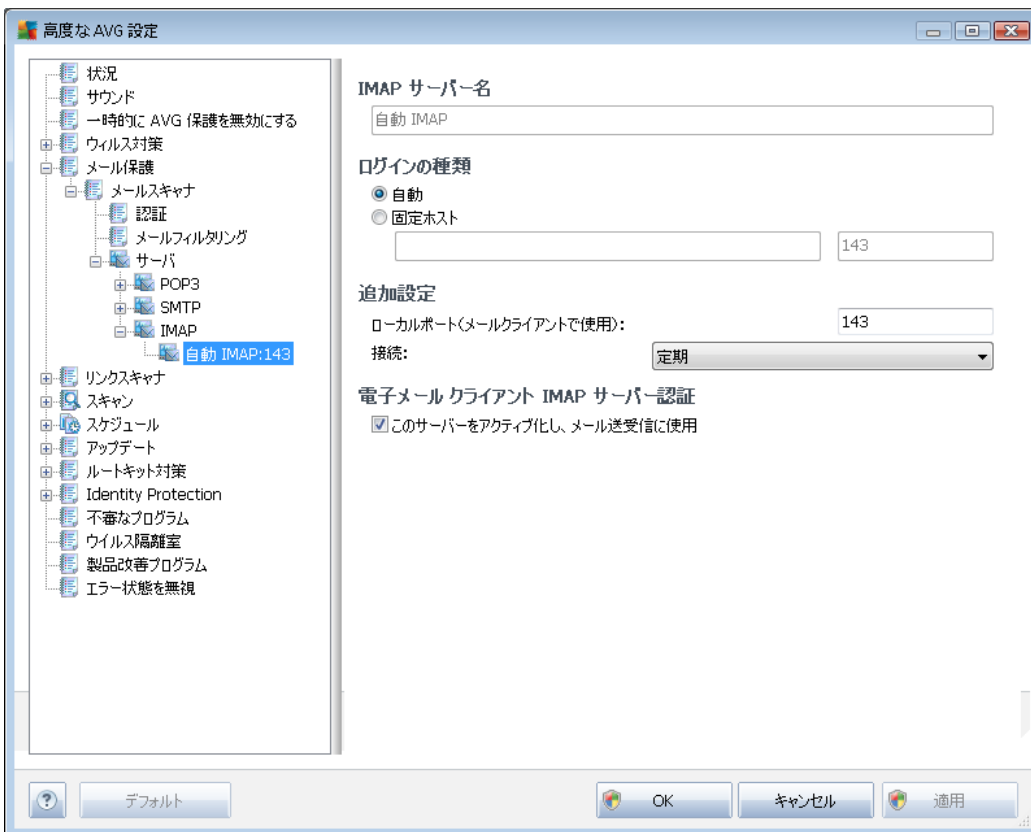 高度な AVG 設定
状況
サウンド
一時的に AVG 保護を無効にする
ウィルス対策
メール保護
メールスキャナ
認証
メールフィルタリング
サーバ
POP3
SMTP
IMAP
自動 IMAP:143
リンクスキャナ
スキャン
スケジュール
アップデート
ルートキット対策
Identity Protection
不審なプログラム
ウイルス隔離室
製品改善プログラム
エラー状態を無視
IMAP サーバー名
自動 IMAP
ログインの種類
自動
固定ホスト
143
追加設定
ローカルポート(メールクライアントで使用): 143
接続: 定期
電子メール クライアント IMAP サーバー認証
このサーバーをアクティブ化し、メール送受信に使用
? デフォルト OK キャンセル 適用